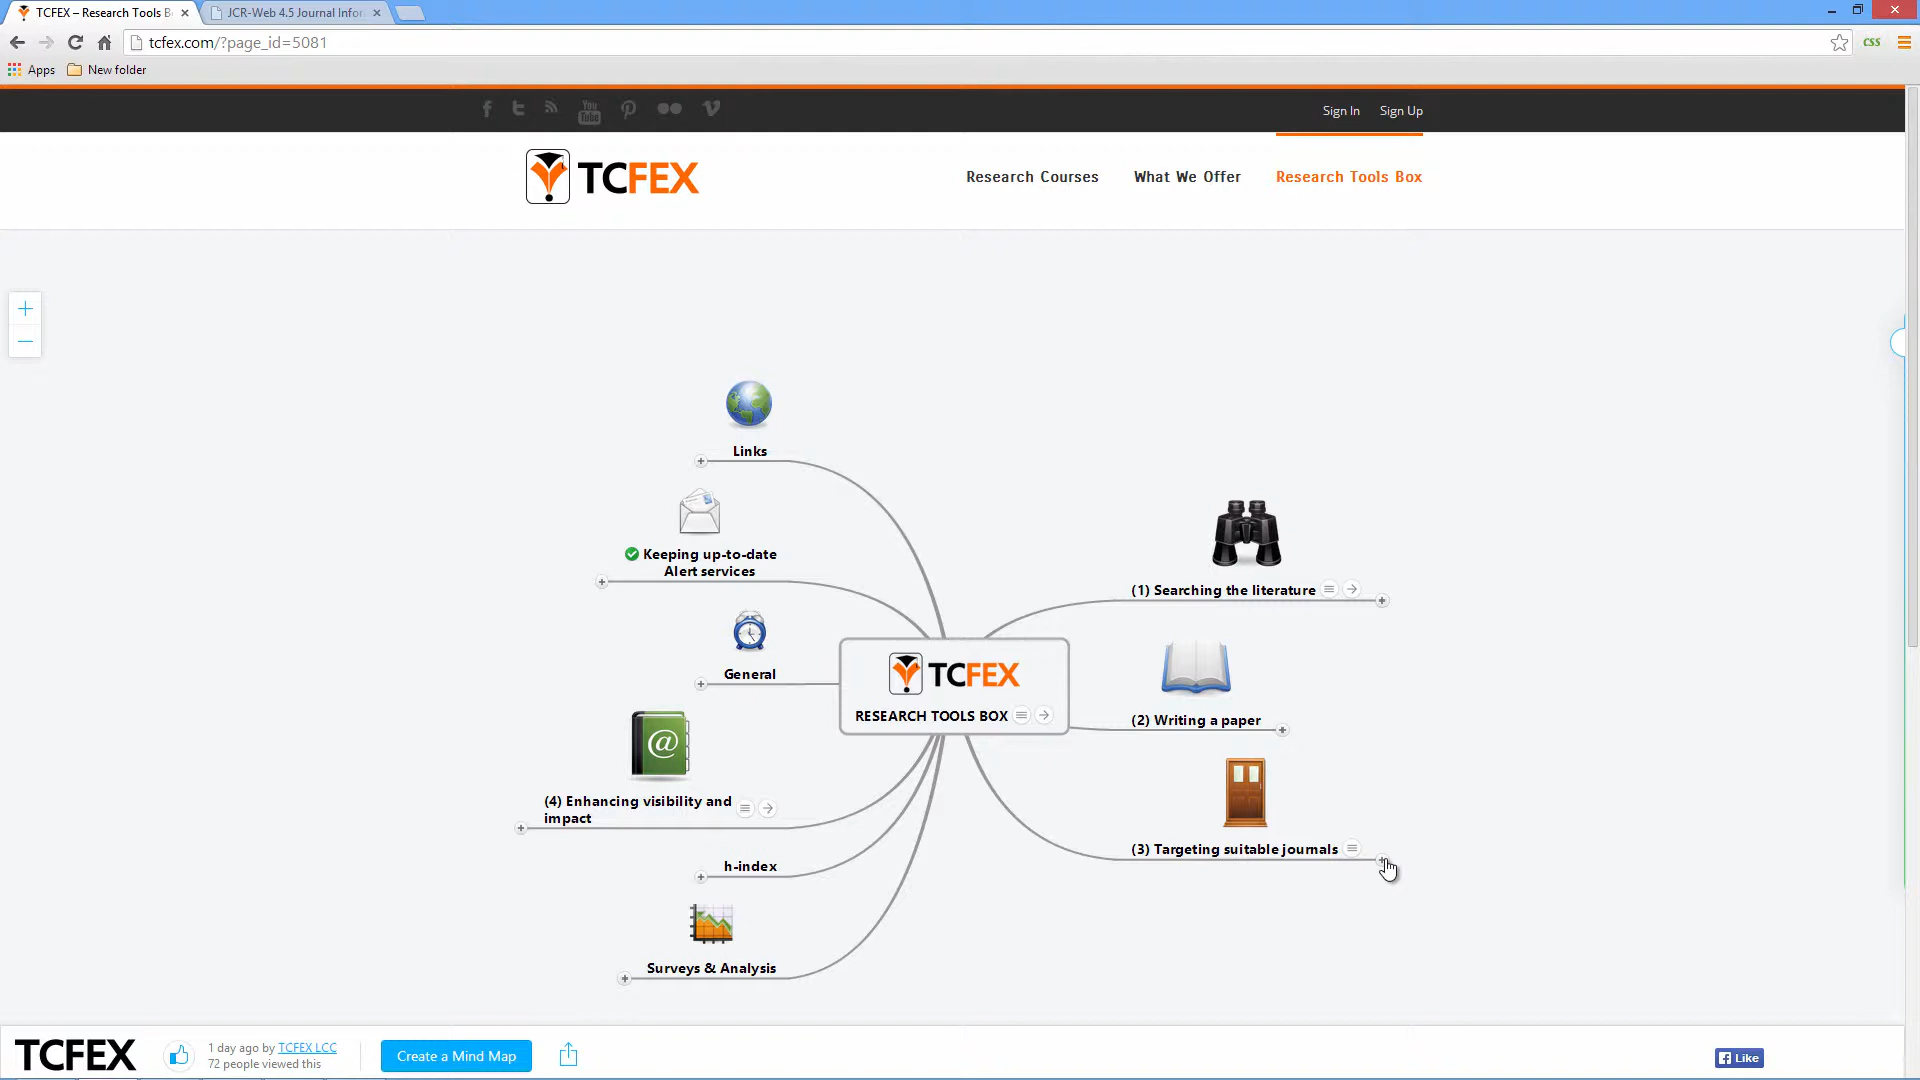 TCFEX – Research Tools B
JCR-Web 4.5 Journal Infor
tcfex.com/?page_id=5081
css
Apps
New folder
You
Tube
Sign In
Sign Up
TCFEX
Research Courses
What We Offer
Research Tools Box
Links
Keeping up-to-date
Alert services
(1) Searching the literature
General
TCFEX
RESEARCH TOOLS BOX
(2) Writing a paper
@
(4) Enhancing visibility and
impact
(3) Targeting suitable journals
h-index
Surveys & Analysis
TCFEX
1 day ago by TCFEX LCC
72 people viewed this
Create a Mind Map
Like